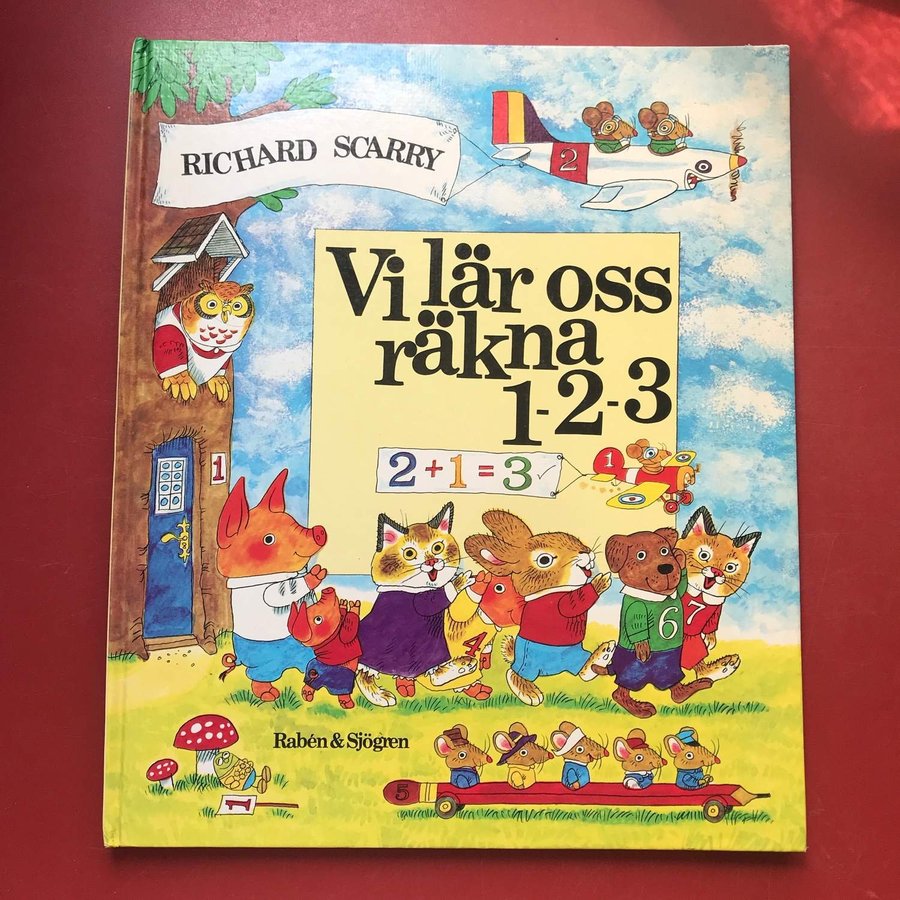 RICHARD SCARRY
2
Vi lär oss
räkna
1-2-3
2+1=3✓
1
1
4
6
7
Rabén & Sjögren
5
1